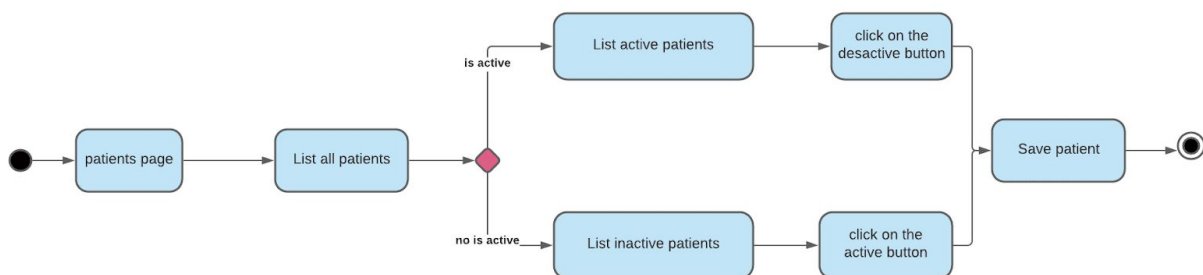 patients page
List all patients
is active
List active patients
click on the
desactive button
no is active
List inactive patients
click on the
active button
Save patient